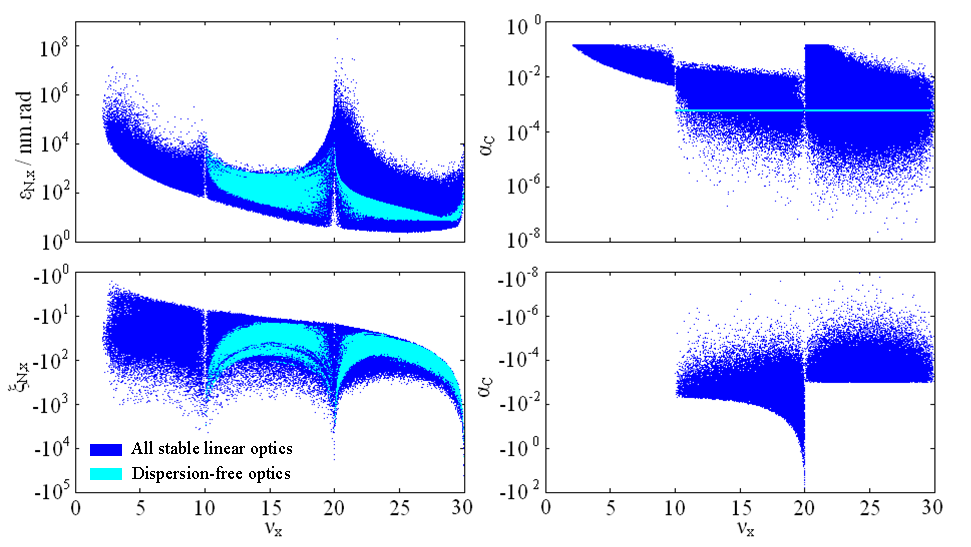 10^8
10^6
10^4
10^2
10^0
ε_N,x / nm.rad
10^0
10^-2
10^-4
10^-6
10^-8
α_C
-10^0
-10^1
-10^2
-10^3
-10^4
-10^5
ξ_N,x
All stable linear optics
Dispersion-free optics
0 5 10 15 20 25 30
ν_x
-10^-8
-10^-6
-10^-4
-10^-2
-10^0
-10^2
α_C
0 5 10 15 20 25 30
ν_x